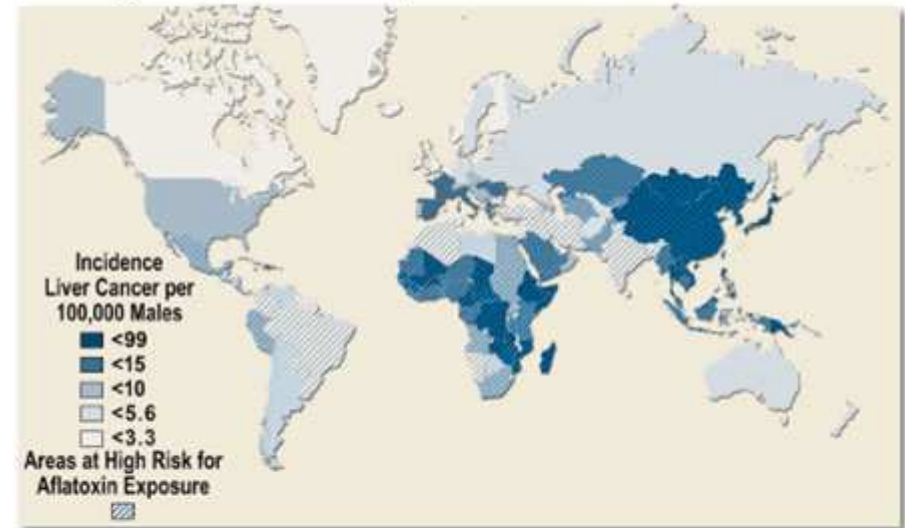 Incidence
Liver Cancer per
100,000 Males
<99
<15
<10
<5.6
<3.3
Areas at High Risk for
Aflatoxin Exposure